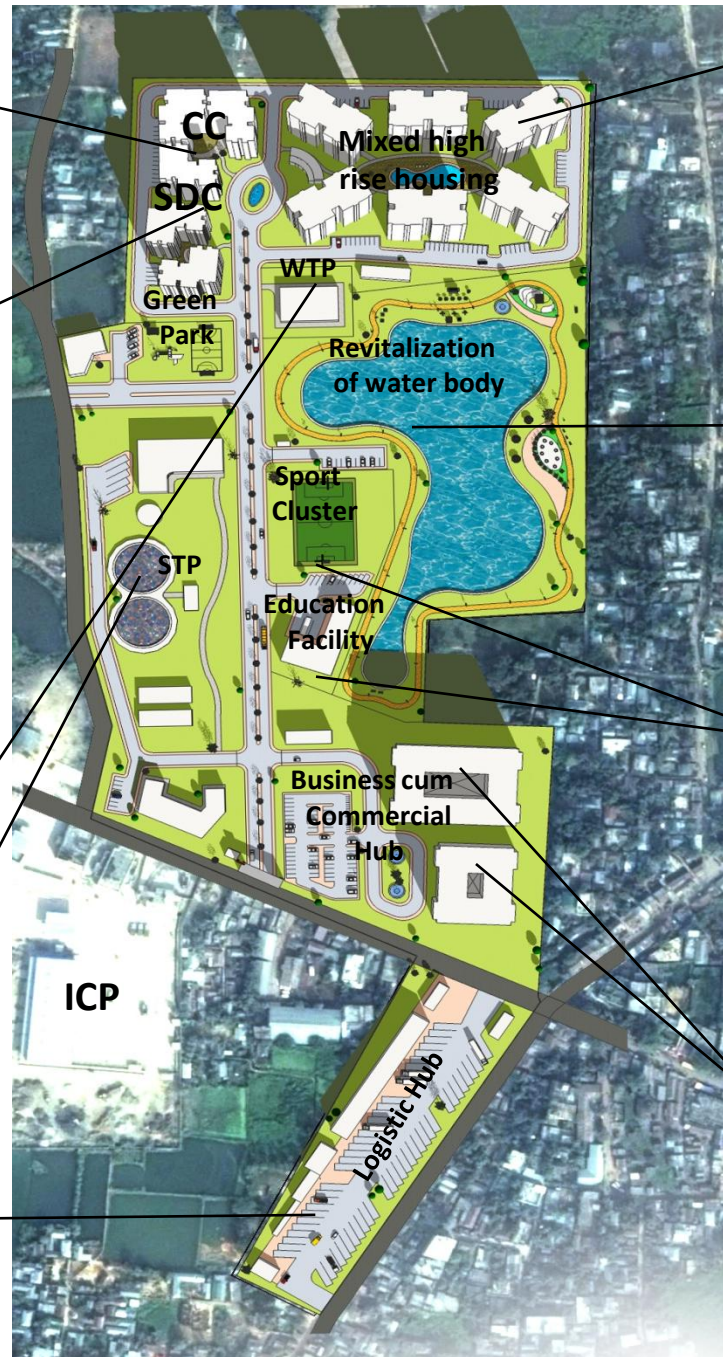 CC
Mixed high
rise housing
SDC
WTP
Green
Park
Revitalization
of water body
Sport
Cluster
STP
Education
Facility
Business cum
Commercial
Hub
ICP
Logistic Hub